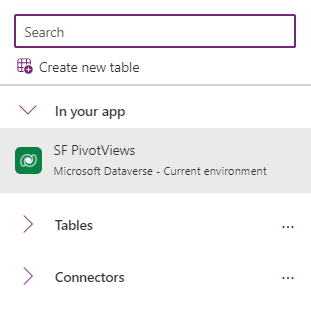 Search
Create new table
In your app
SF PivotViews
Microsoft Dataverse - Current environment
Tables
...
Connectors
...